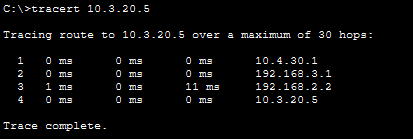 C:\>tracert 10.3.20.5
Tracing route to 10.3.20.5 over a maximum of 30 hops:
1 0 ms 0 ms 0 ms 10.4.30.1
2 0 ms 0 ms 0 ms 192.168.3.1
3 1 ms 0 ms 11 ms 192.168.2.2
4 0 ms 0 ms 0 ms 10.3.20.5
Trace complete.